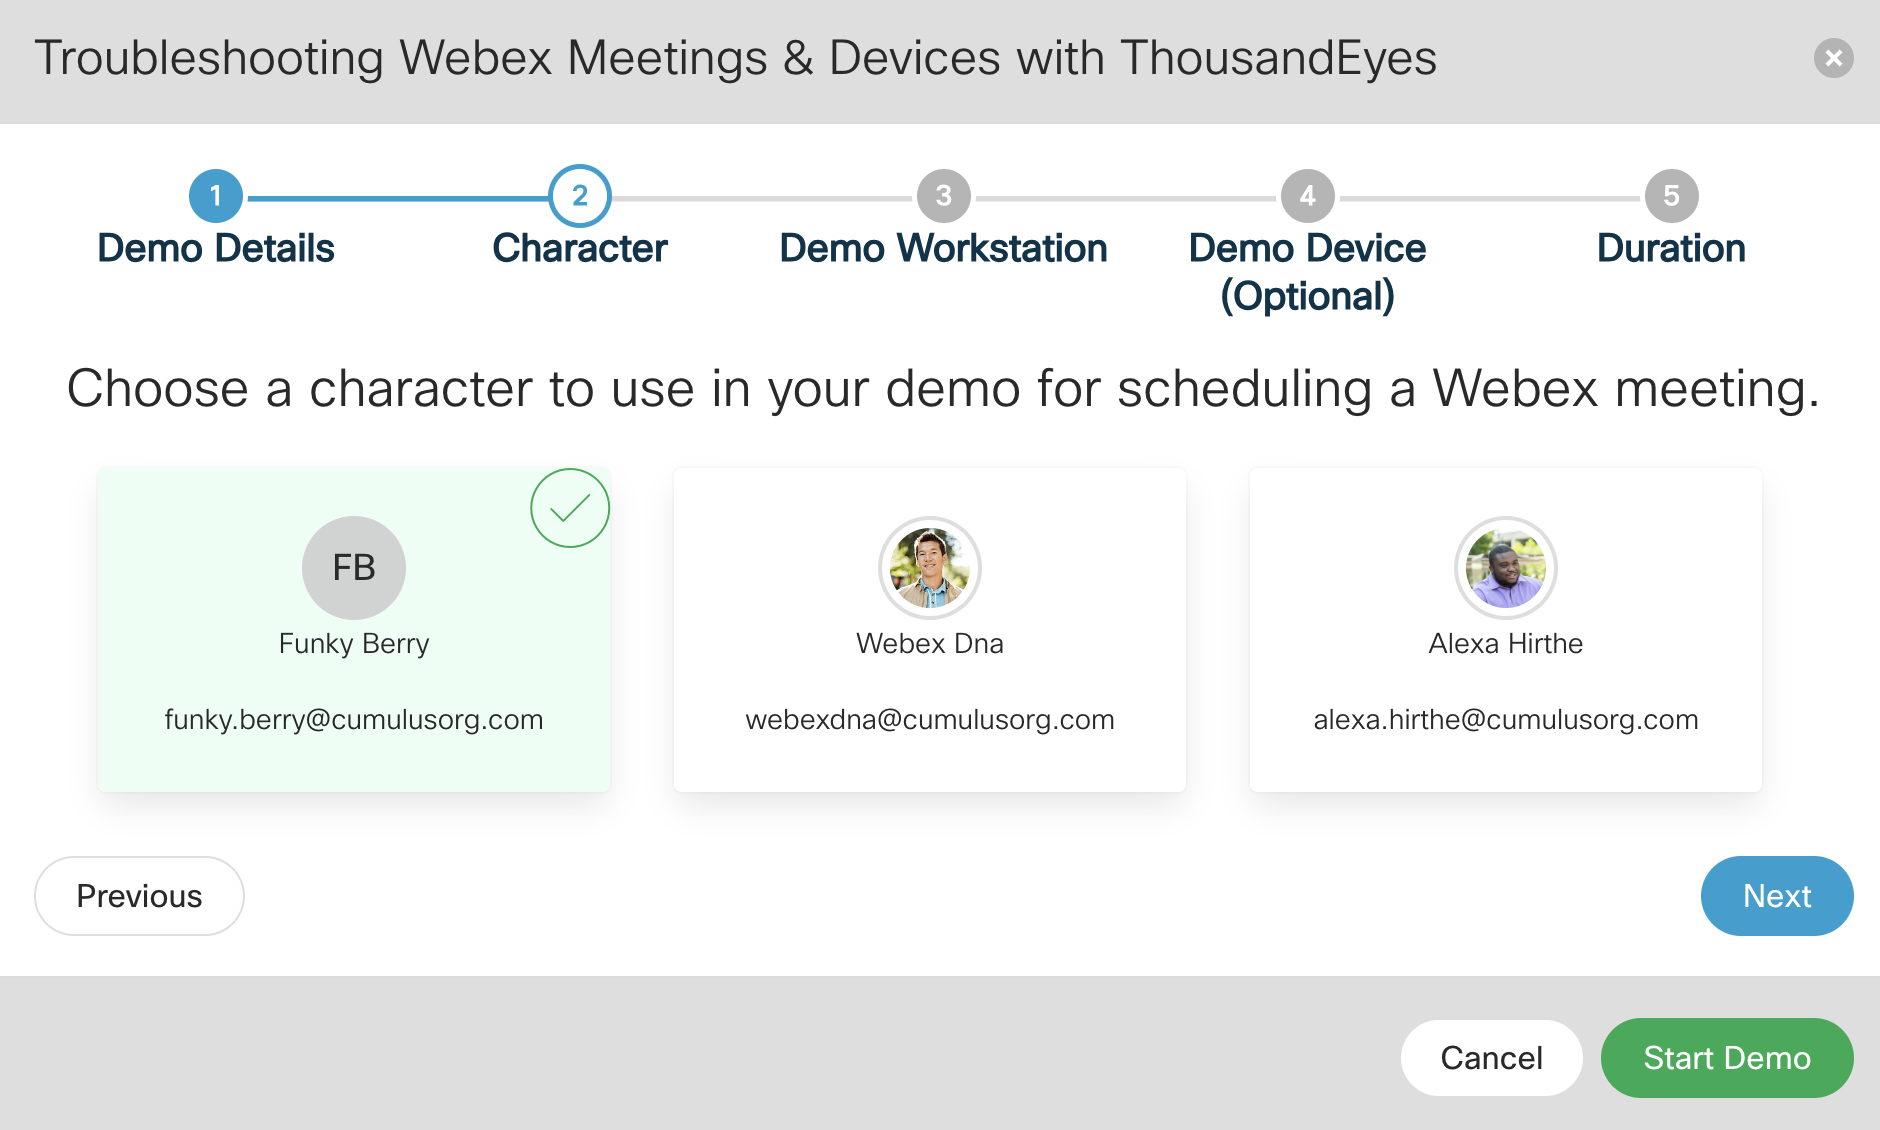 Troubleshooting Webex Meetings & Devices with ThousandEyes
1 2 3 4 5
Demo Details Character Demo Workstation Demo Device Duration
(Optional)
Choose a character to use in your demo for scheduling a Webex meeting.
FB
Funky Berry Webex Dna Alexa Hirthe
funky.berry@cumulusorg.com webexdna@cumulusorg.com alexa.hirthe@cumulusorg.com
Previous Next
Cancel Start Demo